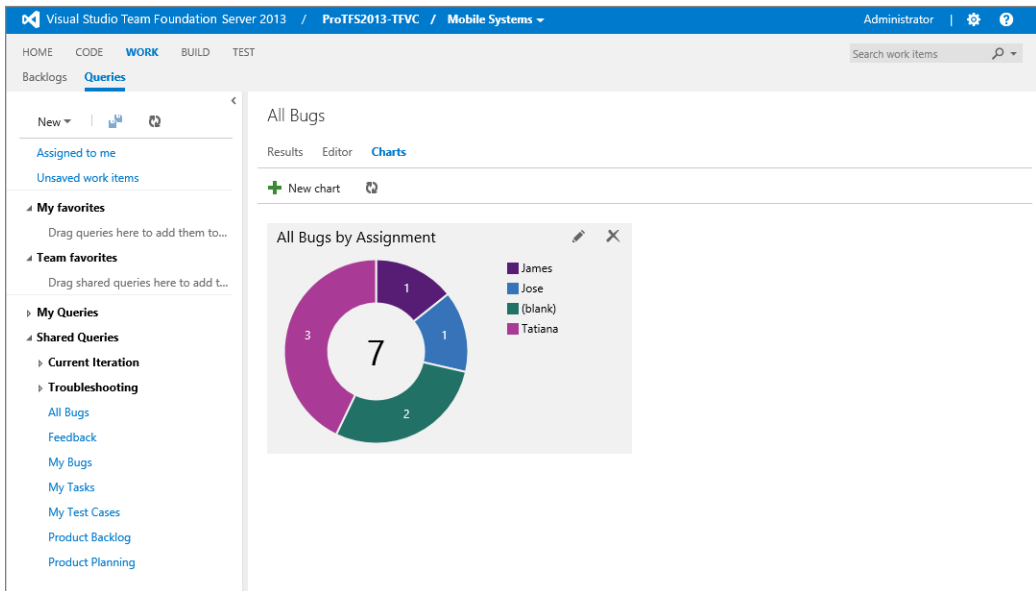 Visual Studio Team Foundation Server 2013 / ProTFS2013-TFVC / Mobile Systems
Administrator |
HOME CODE WORK BUILD TEST
Search work items
Backlogs Queries
New
Assigned to me
Unsaved work items
My favorites
Drag queries here to add them to...
Team favorites
Drag shared queries here to add t...
My Queries
Shared Queries
Current Iteration
Troubleshooting
All Bugs
Feedback
My Bugs
My Tasks
My Test Cases
Product Backlog
Product Planning
All Bugs
Results Editor Charts
New chart
All Bugs by Assignment
James
Jose
(blank)
Tatiana
1
1
2
3
7